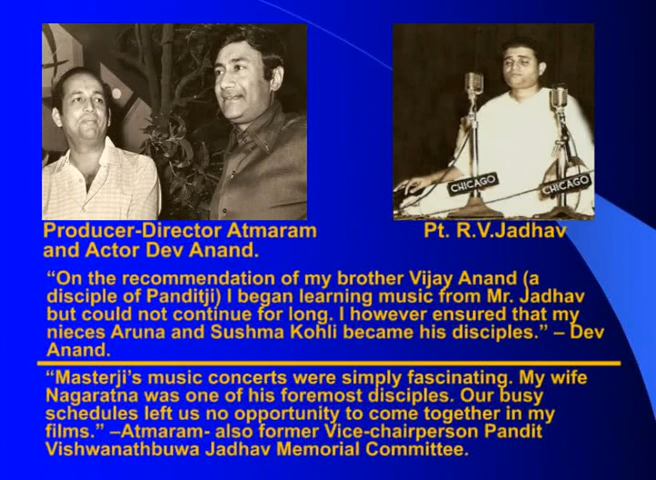 CHICAGO
CHICAGO
Producer-Director Atmaram
and Actor Dev Anand.
Pt. R.V.Jadhav
“On the recommendation of my brother Vijay Anand (a
disciple of Panditji) I began learning music from Mr. Jadhav
but could not continue for long. I however ensured that my
nieces Aruna and Sushma Kohli became his disciples.” – Dev
Anand.
“Masterji’s music concerts were simply fascinating. My wife
Nagaratna was one of his foremost disciples. Our busy
schedules left us no opportunity to come together in my
films.” –Atmaram- also former Vice-chairperson Pandit
Vishwanathbuwa Jadhav Memorial Committee.